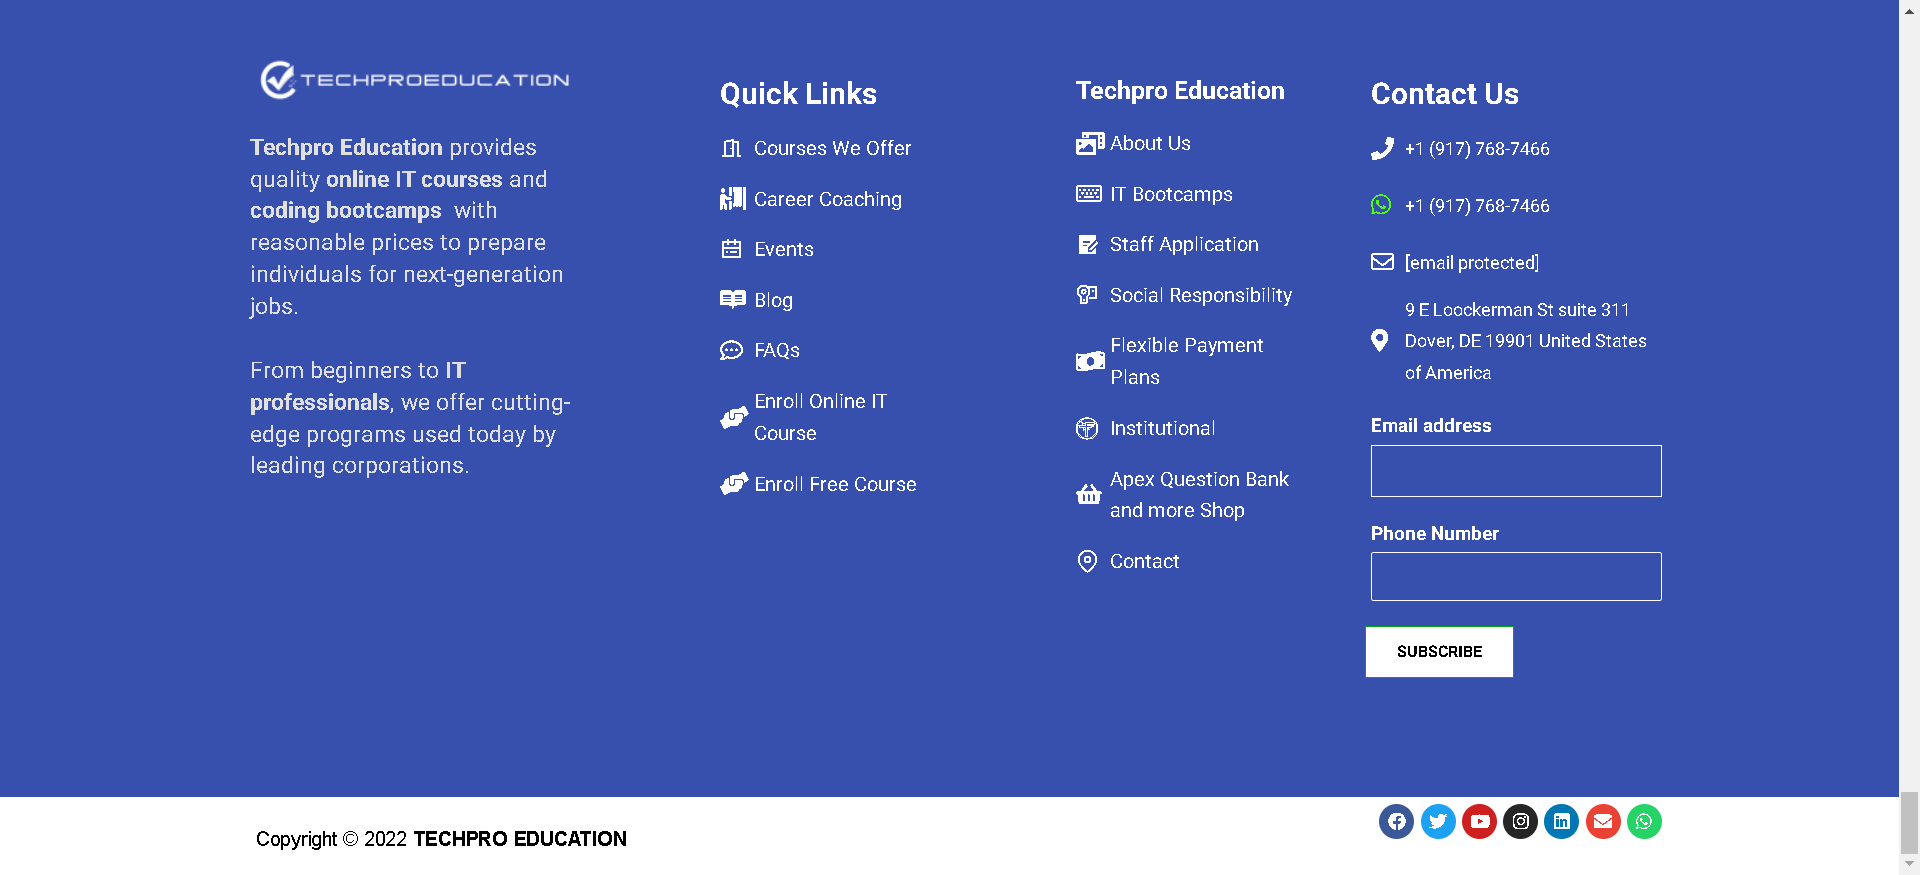 TECHPROEDUCATION
Techpro Education provides
quality online IT courses and
coding bootcamps with
reasonable prices to prepare
individuals for next-generation
jobs.
From beginners to IT
professionals, we offer cutting-
edge programs used today by
leading corporations.
Quick Links
Courses We Offer
Career Coaching
Events
Blog
FAQs
Enroll Online IT
Course
Enroll Free Course
Techpro Education
About Us
IT Bootcamps
Staff Application
Social Responsibility
Flexible Payment
Plans
Institutional
Apex Question Bank
and more Shop
Contact
Contact Us
+1 (917) 768-7466
+1 (917) 768-7466
[email protected]
9 E Loockerman St suite 311
Dover, DE 19901 United States
of America
Email address
Phone Number
SUBSCRIBE
Copyright © 2022 TECHPRO EDUCATION